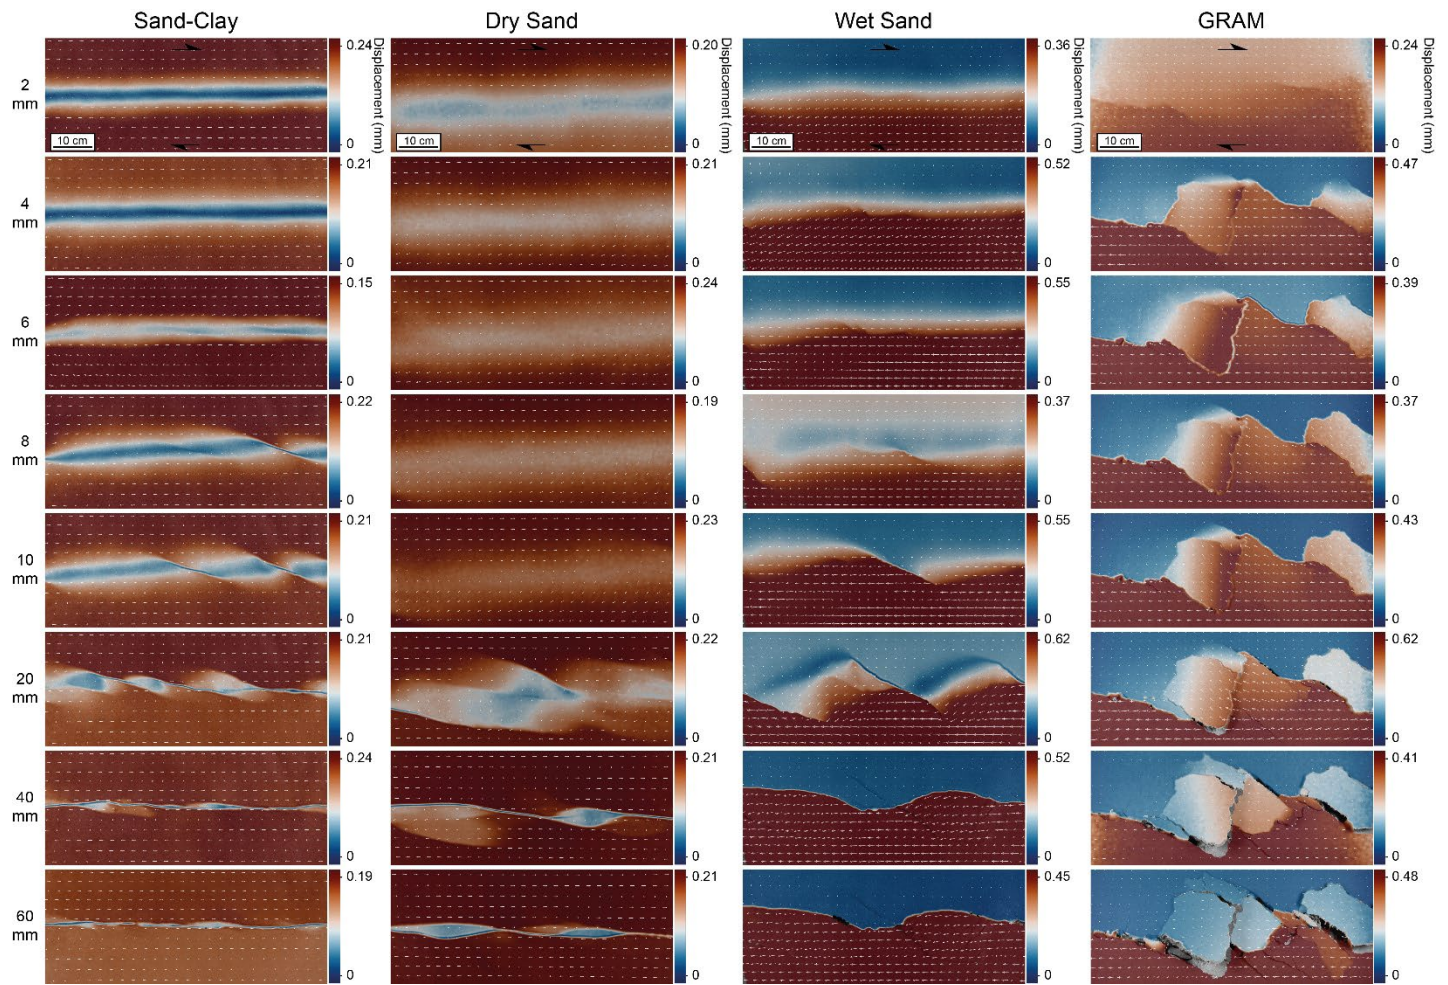 Sand-Clay Dry Sand Wet Sand GRAM
2 mm
0.24 Displacement (mm) 0
10 cm
0.20 Displacement (mm) 0
10 cm
0.36 Displacement (mm) 0
10 cm
0.24 0
10 cm
4 mm
0.21 0
0.21 0
0.52 0
0.47 0
6 mm
0.15 0
0.24 0
0.55 0
0.39 0
8 mm
0.22 0
0.19 0
0.37 0
0.37 0
10 mm
0.21 0
0.23 0
0.55 0
0.43 0
20 mm
0.21 0
0.22 0
0.62 0
0.62 0
40 mm
0.24 0
0.21 0
0.52 0
0.41 0
60 mm
0.19 0
0.21 0
0.45 0
0.48 0